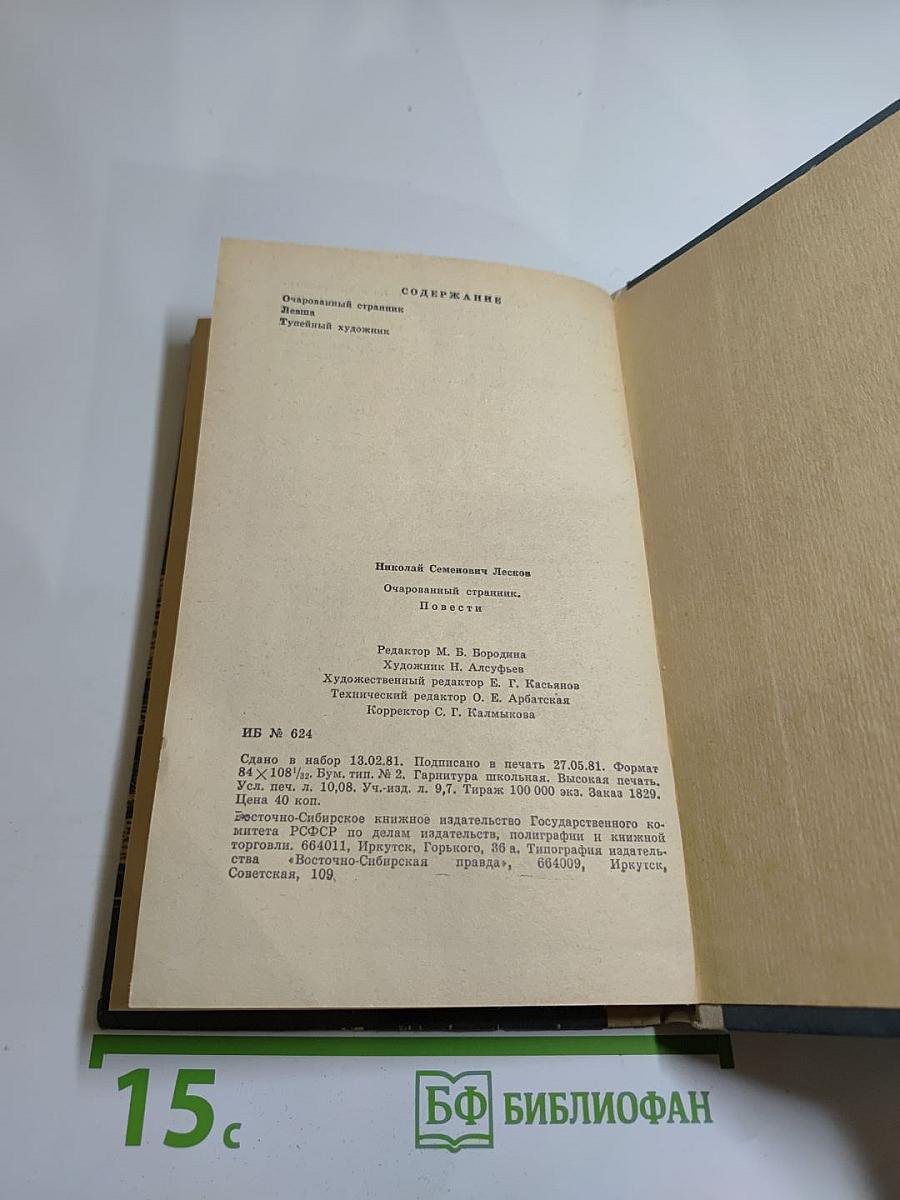 СОДЕРЖАНИЕ
Очарованный странник
Левша
Тупейный художник
Николай Семенович Лесков
Очарованный странник.
Повести
Редактор М. Б. Бородина
Художник Н. Алсуфьев
Художественный редактор Е. Г. Касьянов
Технический редактор О. Е. Арбатская
Корректор С. Г. Калмыкова
ИБ № 624
Сдано в набор 13.02.81. Подписано в печать 27.05.81. Формат
84×108¹/₃₂. Бум. тип. № 2. Гарнитура школьная. Высокая печать.
Усл. печ. л. 10,08. Уч.-изд. л. 9,7. Тираж 100 000 экз. Заказ 1829.
Цена 40 коп.
Восточно-Сибирское книжное издательство Государственного ко-
митета РСФСР по делам издательств, полиграфии и книжной
торговли. 664011, Иркутск, Горького, 36 а. Типография издатель-
ства «Восточно-Сибирская правда», 664009, Иркутск,
Советская, 109.
15 с
БФ БИБЛИОФАН